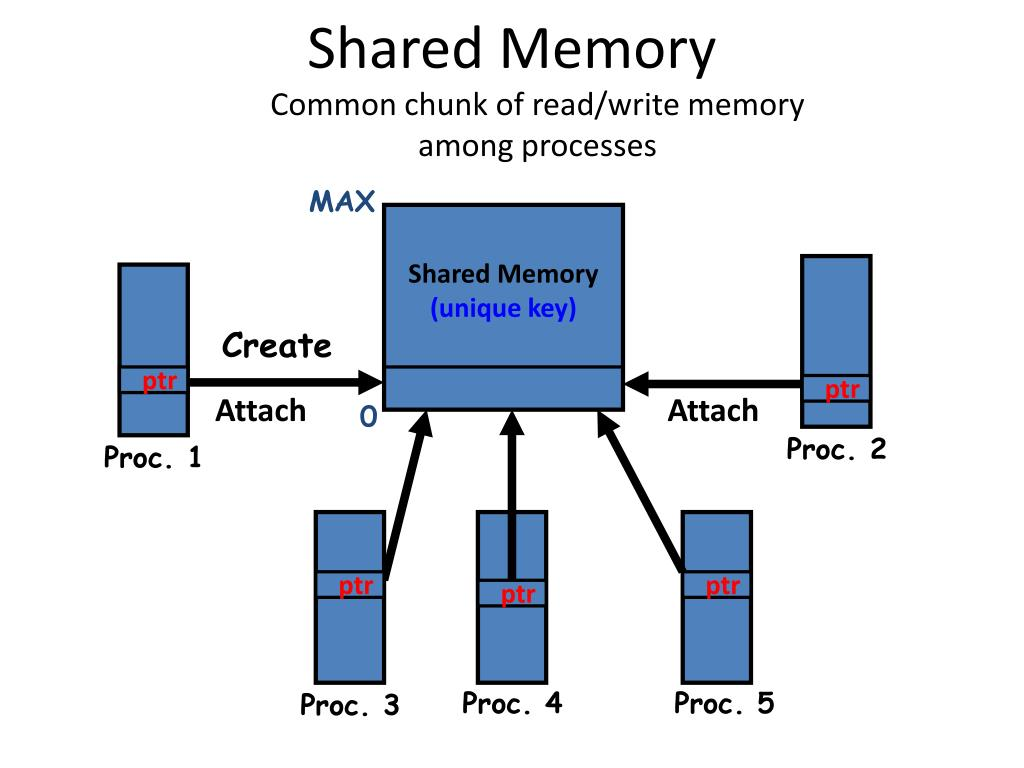 Shared Memory
Common chunk of read/write memory
among processes
MAX
Shared Memory
(unique key)
Create
ptr
Attach
0
Proc. 1
ptr
Attach
Proc. 2
ptr
Proc. 3
ptr
Proc. 4
ptr
Proc. 5